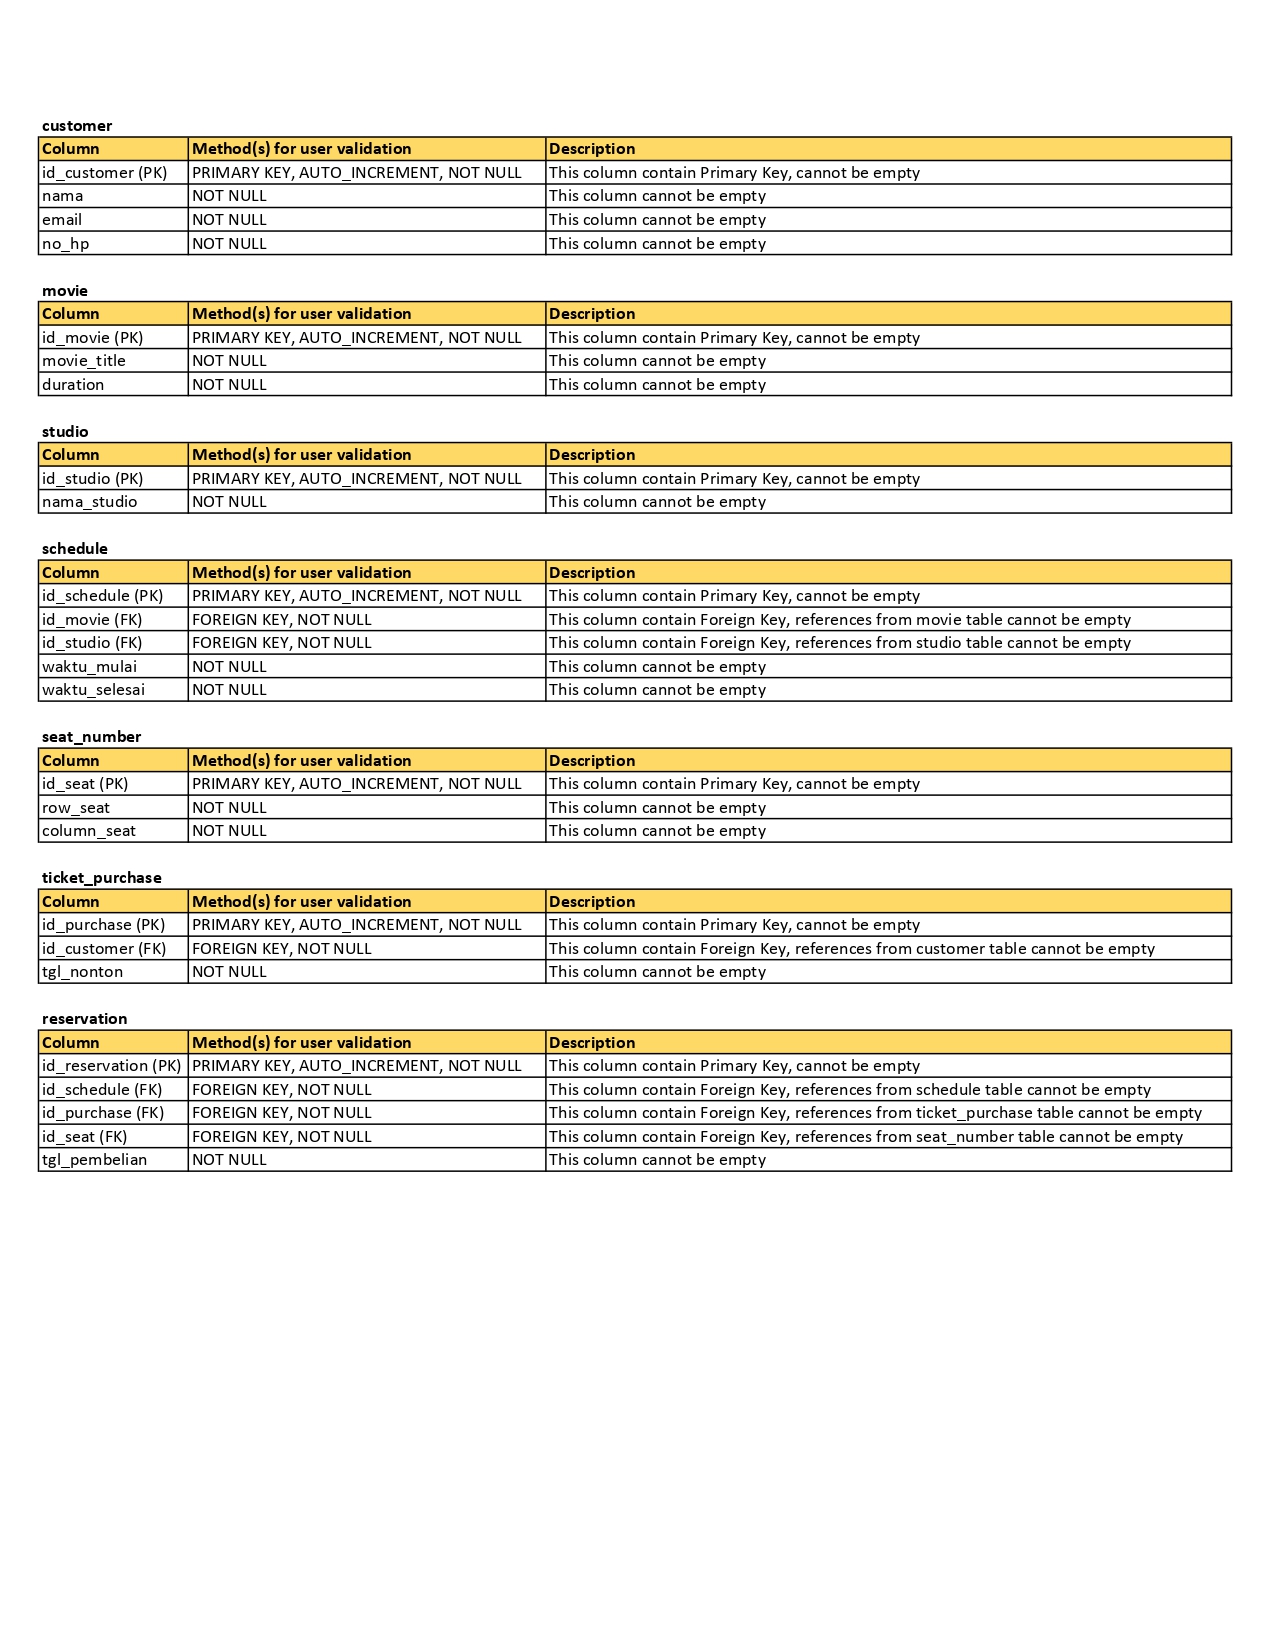 customer
Column Method(s) for user validation Description
id_customer (PK) PRIMARY KEY, AUTO_INCREMENT, NOT NULL This column contain Primary Key, cannot be empty
nama NOT NULL This column cannot be empty
email NOT NULL This column cannot be empty
no_hp NOT NULL This column cannot be empty
movie
Column Method(s) for user validation Description
id_movie (PK) PRIMARY KEY, AUTO_INCREMENT, NOT NULL This column contain Primary Key, cannot be empty
movie_title NOT NULL This column cannot be empty
duration NOT NULL This column cannot be empty
studio
Column Method(s) for user validation Description
id_studio (PK) PRIMARY KEY, AUTO_INCREMENT, NOT NULL This column contain Primary Key, cannot be empty
nama_studio NOT NULL This column cannot be empty
schedule
Column Method(s) for user validation Description
id_schedule (PK) PRIMARY KEY, AUTO_INCREMENT, NOT NULL This column contain Primary Key, cannot be empty
id_movie (FK) FOREIGN KEY, NOT NULL This column contain Foreign Key, references from movie table cannot be empty
id_studio (FK) FOREIGN KEY, NOT NULL This column contain Foreign Key, references from studio table cannot be empty
waktu_mulai NOT NULL This column cannot be empty
waktu_selesai NOT NULL This column cannot be empty
seat_number
Column Method(s) for user validation Description
id_seat (PK) PRIMARY KEY, AUTO_INCREMENT, NOT NULL This column contain Primary Key, cannot be empty
row_seat NOT NULL This column cannot be empty
column_seat NOT NULL This column cannot be empty
ticket_purchase
Column Method(s) for user validation Description
id_purchase (PK) PRIMARY KEY, AUTO_INCREMENT, NOT NULL This column contain Primary Key, cannot be empty
id_customer (FK) FOREIGN KEY, NOT NULL This column contain Foreign Key, references from customer table cannot be empty
tgl_nonton NOT NULL This column cannot be empty
reservation
Column Method(s) for user validation Description
id_reservation (PK) PRIMARY KEY, AUTO_INCREMENT, NOT NULL This column contain Primary Key, cannot be empty
id_schedule (FK) FOREIGN KEY, NOT NULL This column contain Foreign Key, references from schedule table cannot be empty
id_purchase (FK) FOREIGN KEY, NOT NULL This column contain Foreign Key, references from ticket_purchase table cannot be empty
id_seat (FK) FOREIGN KEY, NOT NULL This column contain Foreign Key, references from seat_number table cannot be empty
tgl_pembelian NOT NULL This column cannot be empty